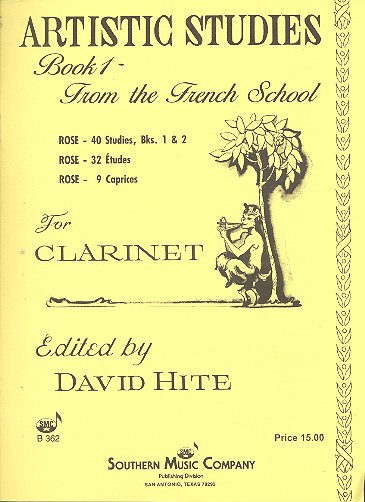 ARTISTIC STUDIES
Book 1 -
From the French School
ROSE - 40 Studies, Bks. 1 & 2
ROSE - 32 Études
ROSE - 9 Caprices
For
CLARINET
Edited by
DAVID HITE
SMC
B 362
Price 15.00
SMC
SOUTHERN MUSIC COMPANY
Publishing Division
SAN ANTONIO, TEXAS 78292